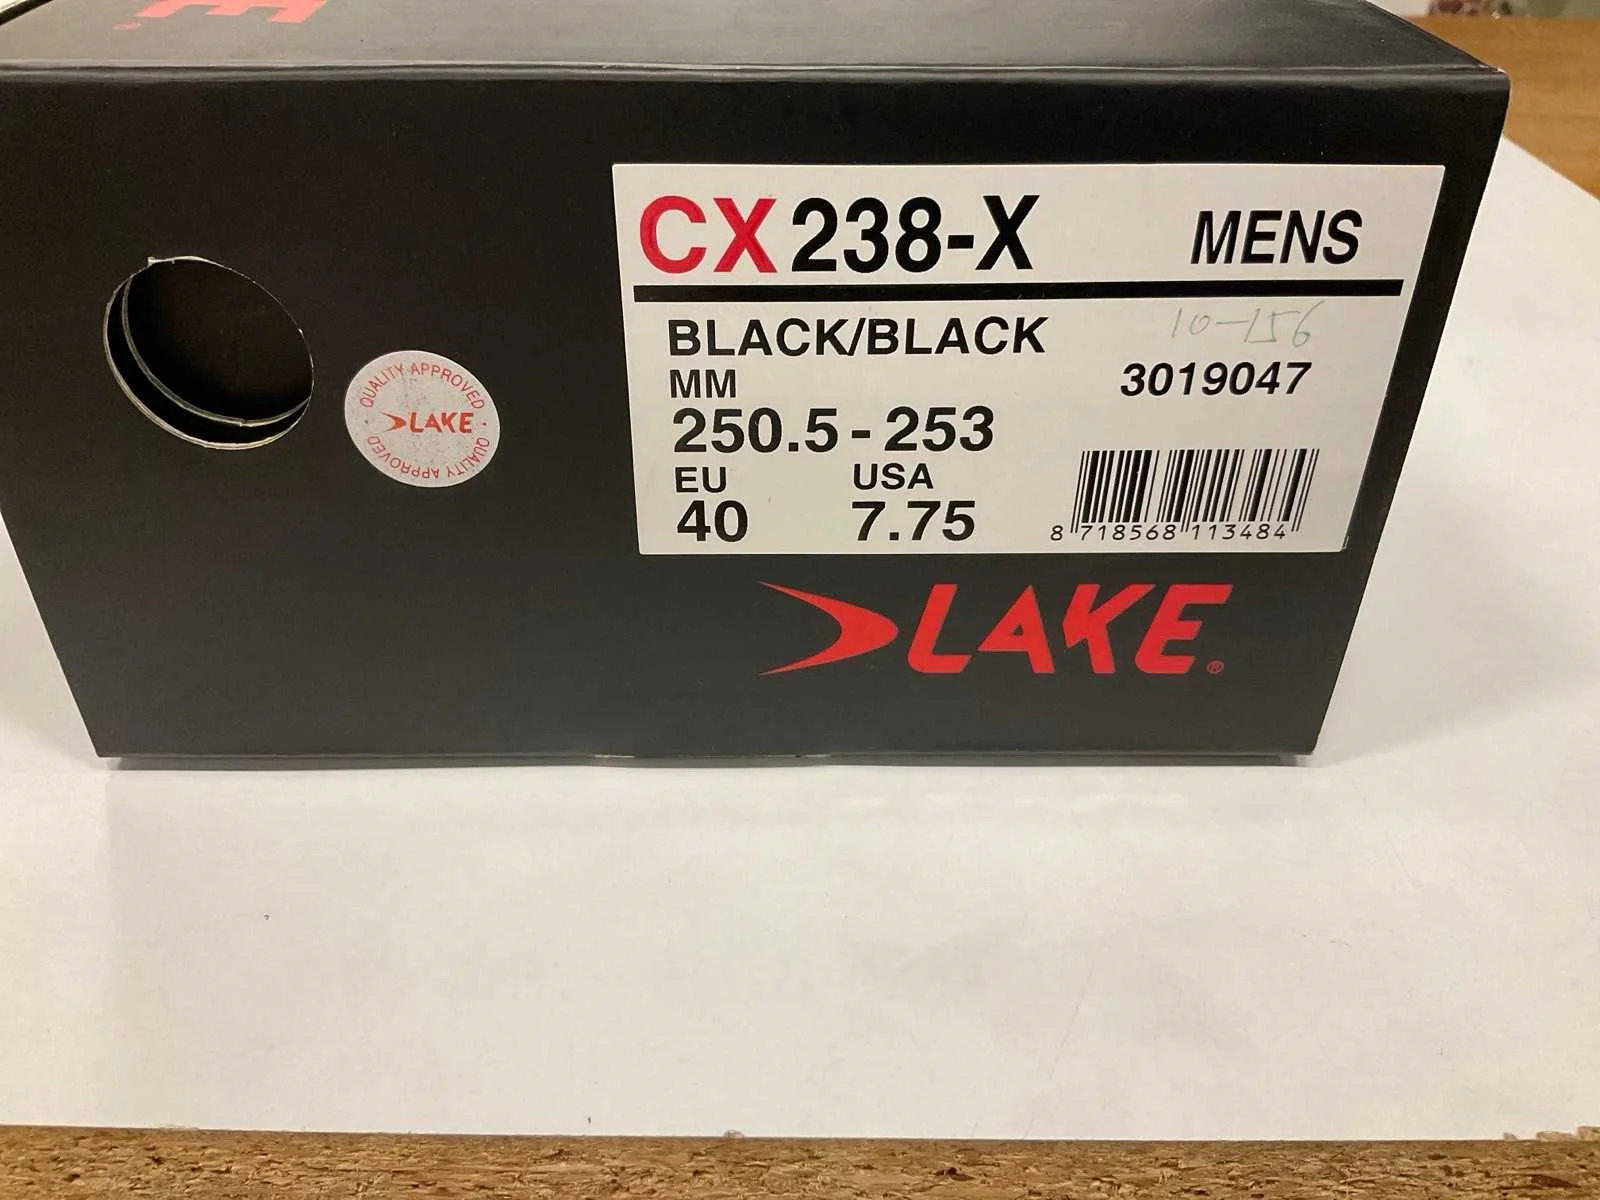 E
CX 238-X MENS
BLACK/BLACK 10-156
MM 3019047
250.5 - 253
EU USA
40 7.75
8 718568 113484
QUALITY APPROVED · QUALITY APPROVED
LAKE
LAKE®